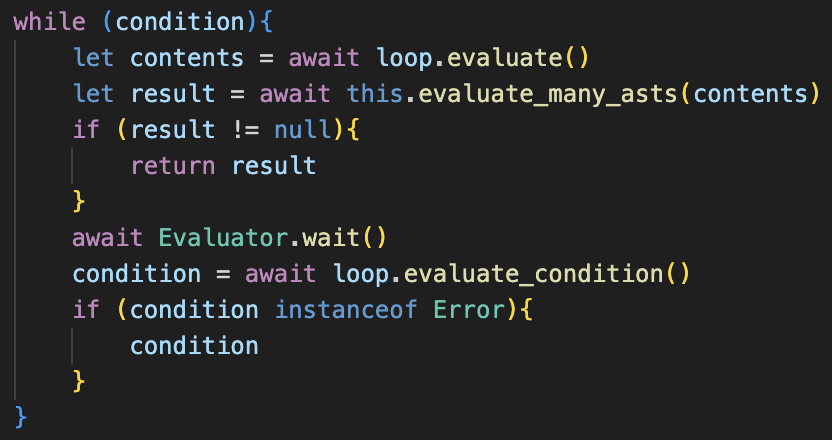 while (condition){
let contents = await loop.evaluate()
let result = await this.evaluate_many_asts(contents)
if (result != null){
return result
}
await Evaluator.wait()
condition = await loop.evaluate_condition()
if (condition instanceof Error){
condition
}
}